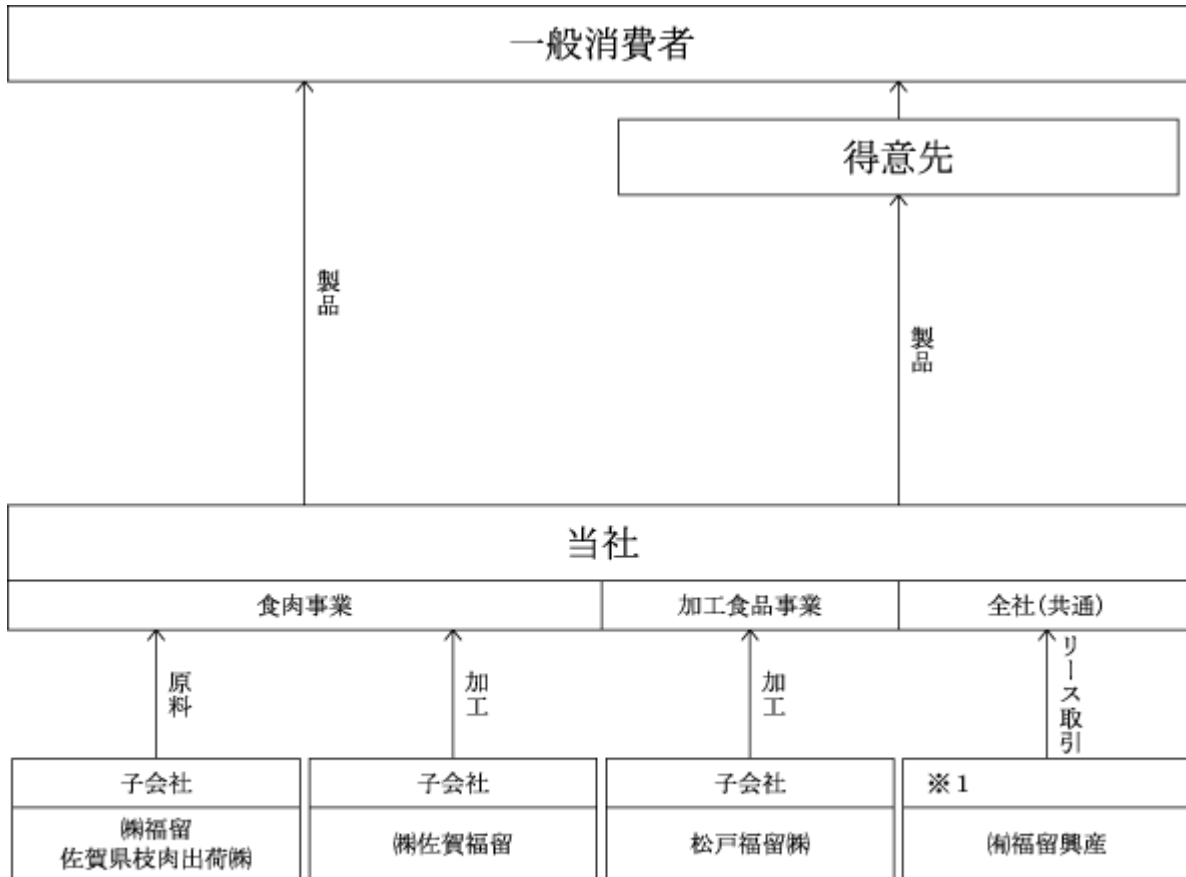 一般消費者
得意先
製品
製品
当社
食肉事業
加工食品事業
全社(共通)
原料
加工
加工
リース取引
子会社
子会社
子会社
※1
㈱福留
佐賀県枝肉出荷㈱
㈱佐賀福留
松戸福留㈱
㈲福留興産